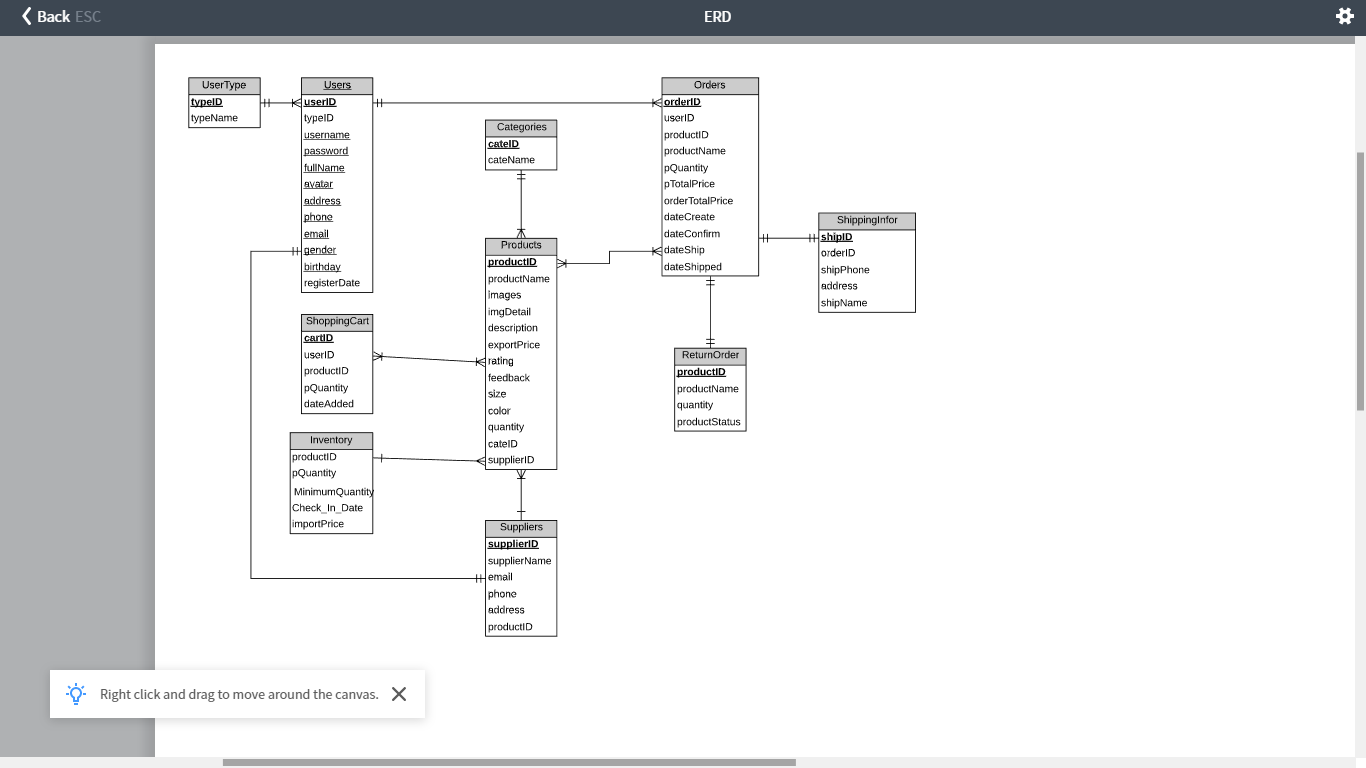 Back ESC
ERD
UserType
typeID
typeName
Users
userID
typeID
username
password
fullName
avatar
address
phone
email
gender
birthday
registerDate
Categories
cateID
cateName
Orders
orderID
userID
productID
productName
pQuantity
pTotalPrice
orderTotalPrice
dateCreate
dateConfirm
dateShip
dateShipped
ShippingInfor
shipID
orderID
shipPhone
address
shipName
Products
productID
productName
images
imgDetail
description
exportPrice
rating
feedback
size
color
quantity
cateID
supplierID
ShoppingCart
cartID
userID
productID
pQuantity
dateAdded
ReturnOrder
productID
productName
quantity
productStatus
Inventory
productID
pQuantity
MinimumQuantity
Check_In_Date
importPrice
Suppliers
supplierID
supplierName
email
phone
address
productID
Right click and drag to move around the canvas.